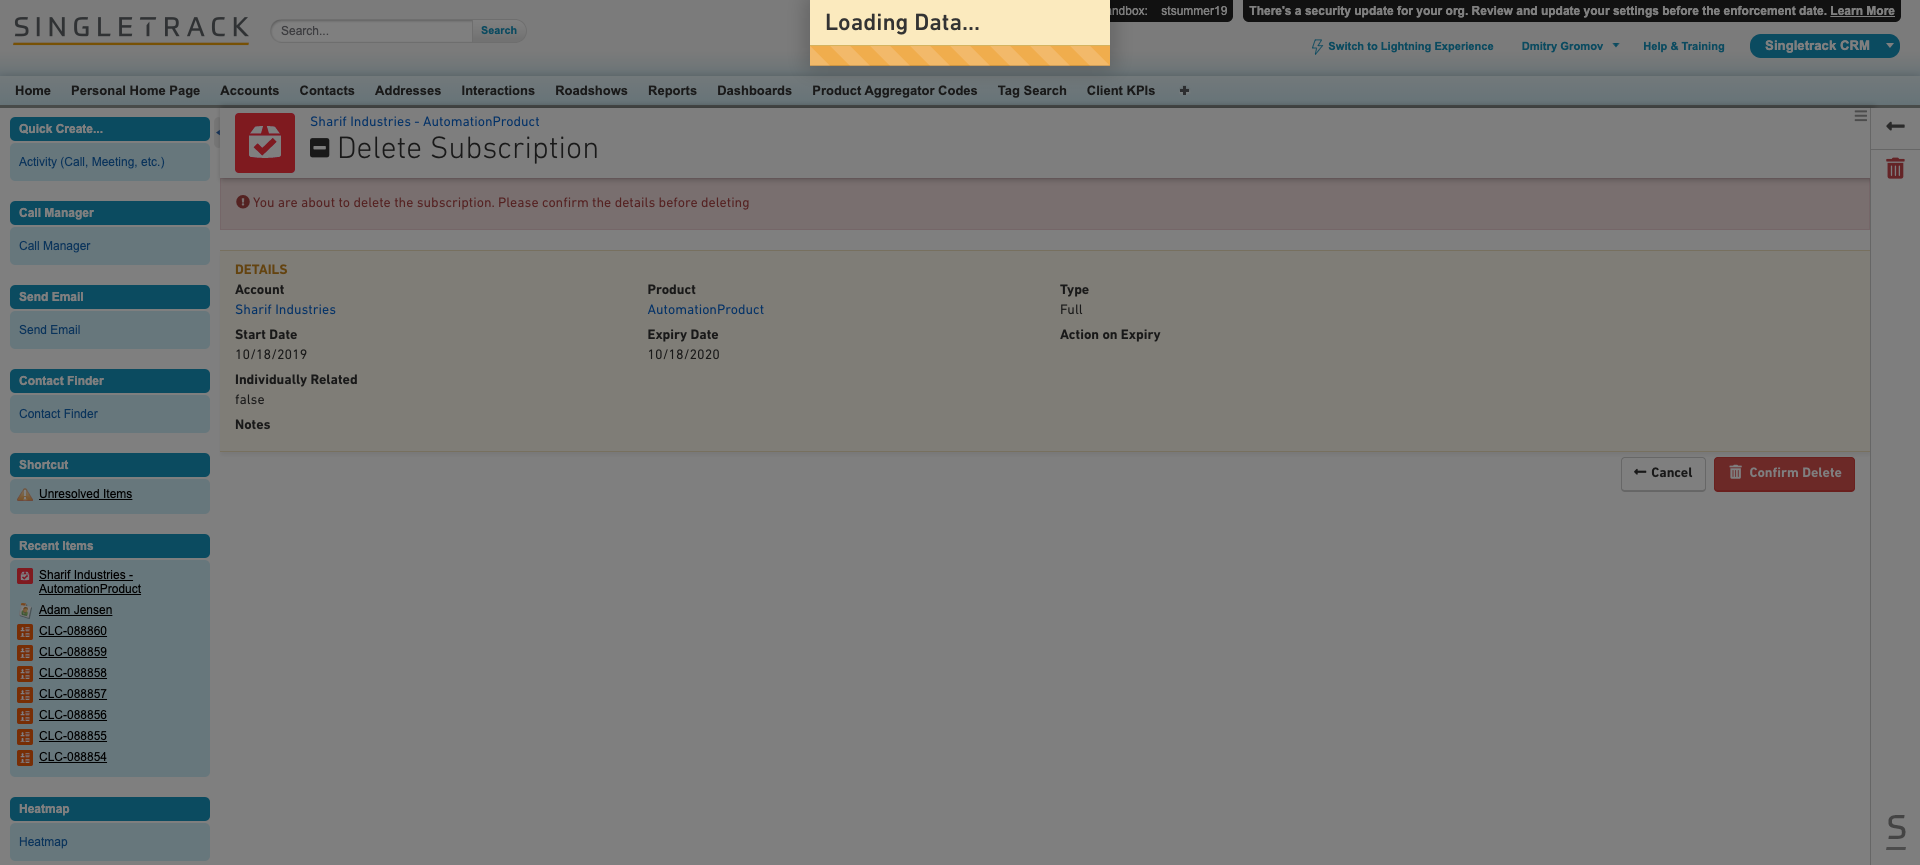 SINGLETRACK
Search...
Search
Loading Data...
stsummer19
There's a security update for your org. Review and update your settings before the enforcement date. Learn More
Switch to Lightning Experience
Dmitry Gromov
Help & Training
Singletrack CRM
Home
Personal Home Page
Accounts
Contacts
Addresses
Interactions
Roadshows
Reports
Dashboards
Product Aggregator Codes
Tag Search
Client KPIs
+
Quick Create...
Activity (Call, Meeting, etc.)
Call Manager
Call Manager
Send Email
Send Email
Contact Finder
Contact Finder
Shortcut
Unresolved Items
Recent Items
Sharif Industries -
AutomationProduct
Adam Jensen
CLC-088860
CLC-088859
CLC-088858
CLC-088857
CLC-088856
CLC-088855
CLC-088854
Heatmap
Heatmap
Sharif Industries - AutomationProduct
Delete Subscription
You are about to delete the subscription. Please confirm the details before deleting
DETAILS
Account
Sharif Industries
Product
AutomationProduct
Type
Full
Start Date
10/18/2019
Expiry Date
10/18/2020
Action on Expiry
Individually Related
false
Notes
Cancel
Confirm Delete
S